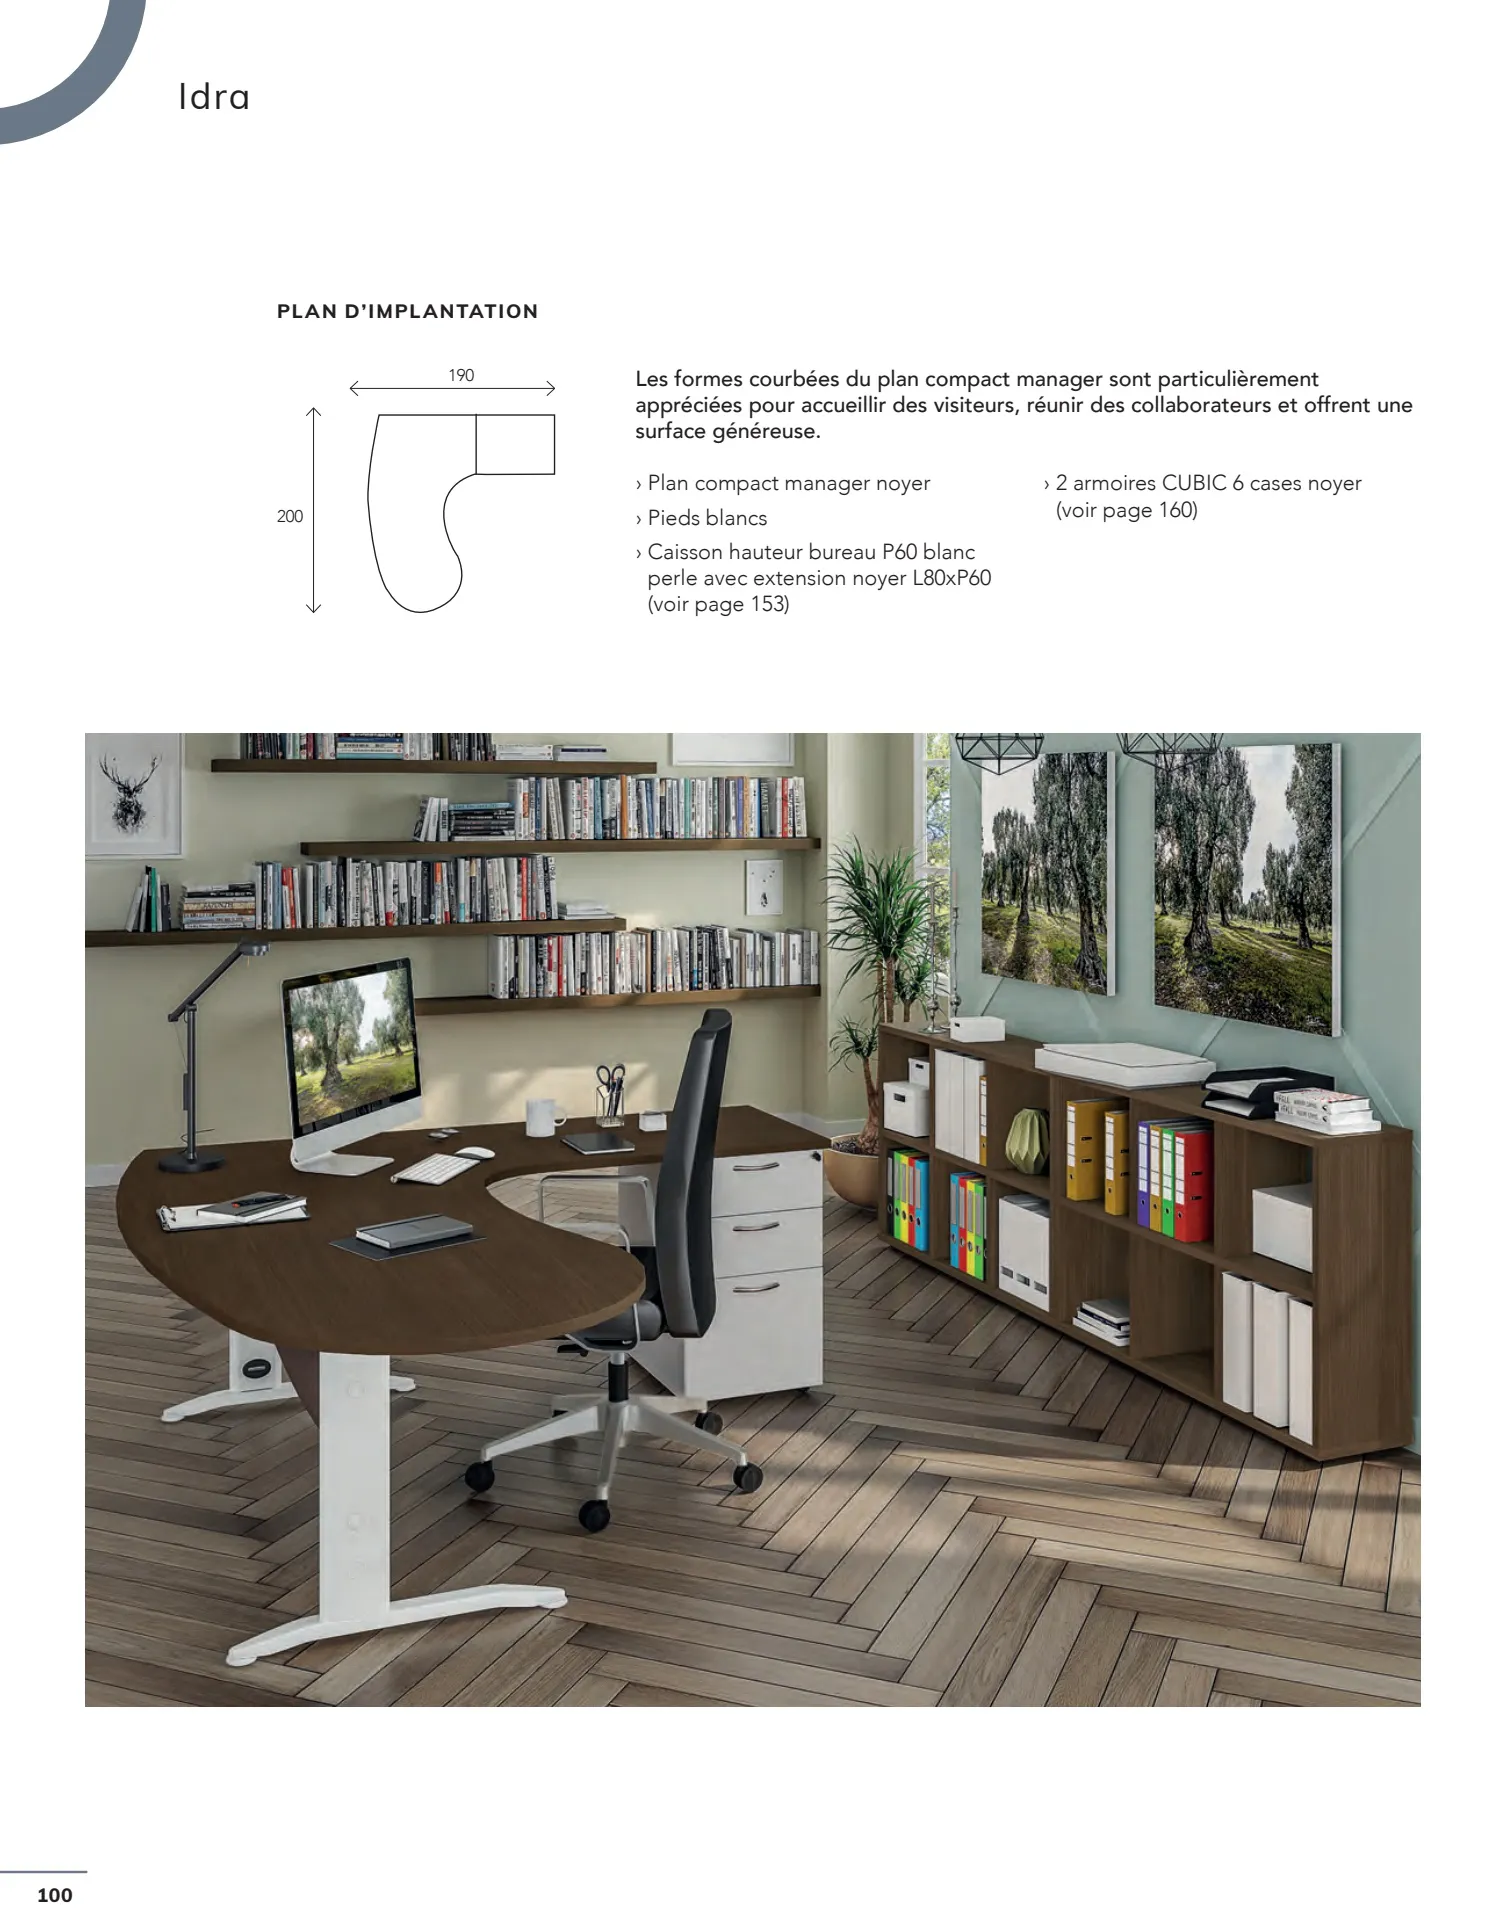 Idra
PLAN D’IMPLANTATION
190
200
Les formes courbées du plan compact manager sont particulièrement
appréciées pour accueillir des visiteurs, réunir des collaborateurs et offrent une
surface généreuse.
› Plan compact manager noyer
› Pieds blancs
› Caisson hauteur bureau P60 blanc
perle avec extension noyer L80xP60
(voir page 153)
› 2 armoires CUBIC 6 cases noyer
(voir page 160)
100